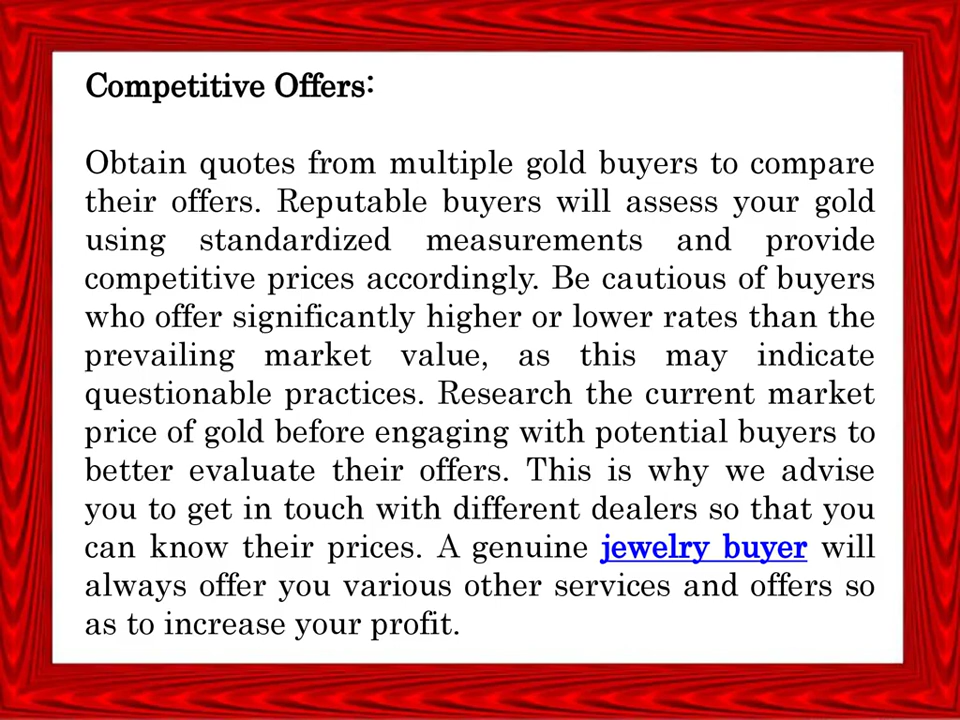 Competitive Offers:
Obtain quotes from multiple gold buyers to compare
their offers. Reputable buyers will assess your gold
using standardized measurements and provide
competitive prices accordingly. Be cautious of buyers
who offer significantly higher or lower rates than the
prevailing market value, as this may indicate
questionable practices. Research the current market
price of gold before engaging with potential buyers to
better evaluate their offers. This is why we advise
you to get in touch with different dealers so that you
can know their prices. A genuine jewelry buyer will
always offer you various other services and offers so
as to increase your profit.